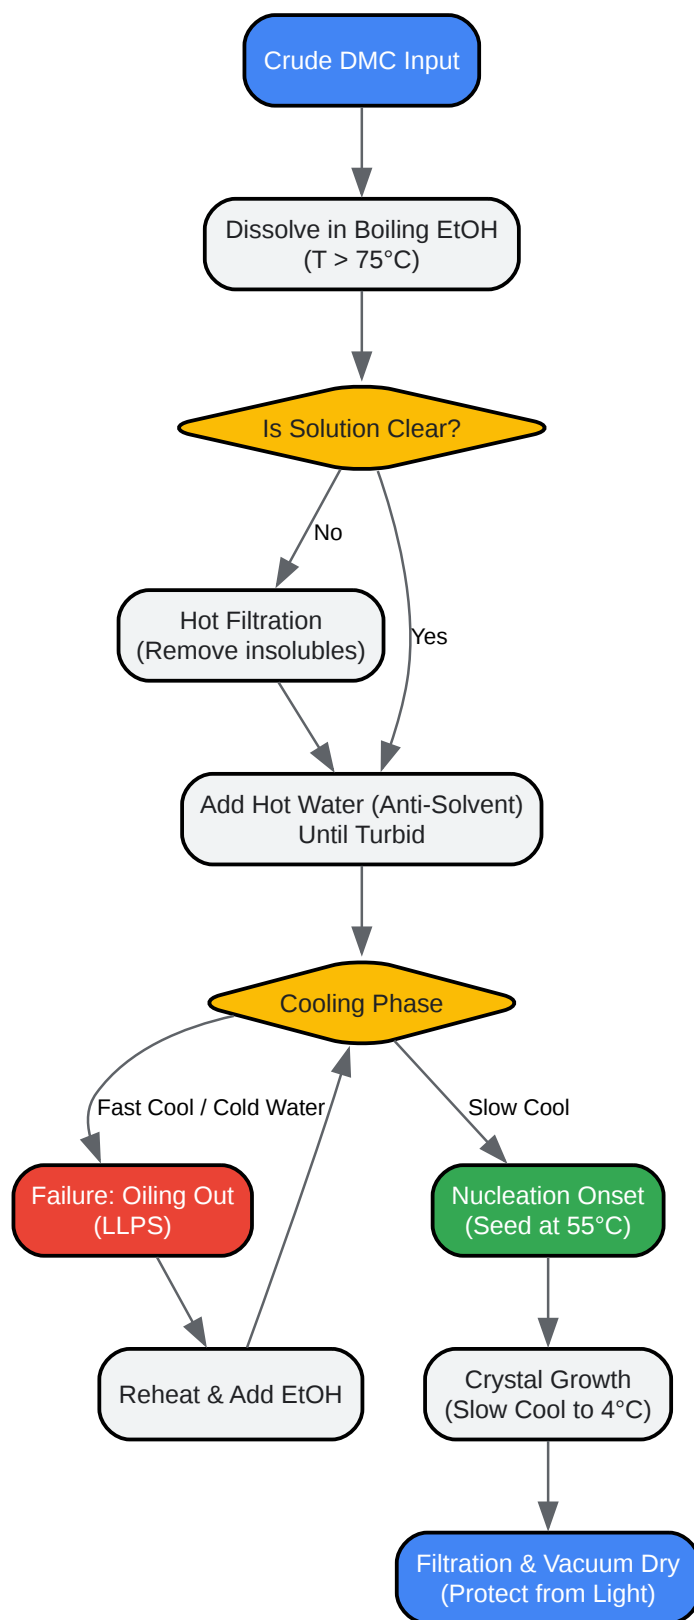 Crude DMC Input
Dissolve in Boiling EtOH
(T > 75°C)
Is Solution Clear?
No
Yes
Hot Filtration
(Remove insolubles)
Add Hot Water (Anti-Solvent)
Until Turbid
Cooling Phase
Fast Cool / Cold Water
Slow Cool
Failure: Oiling Out
(LLPS)
Nucleation Onset
(Seed at 55°C)
Reheat & Add EtOH
Crystal Growth
(Slow Cool to 4°C)
Filtration & Vacuum Dry
(Protect from Light)